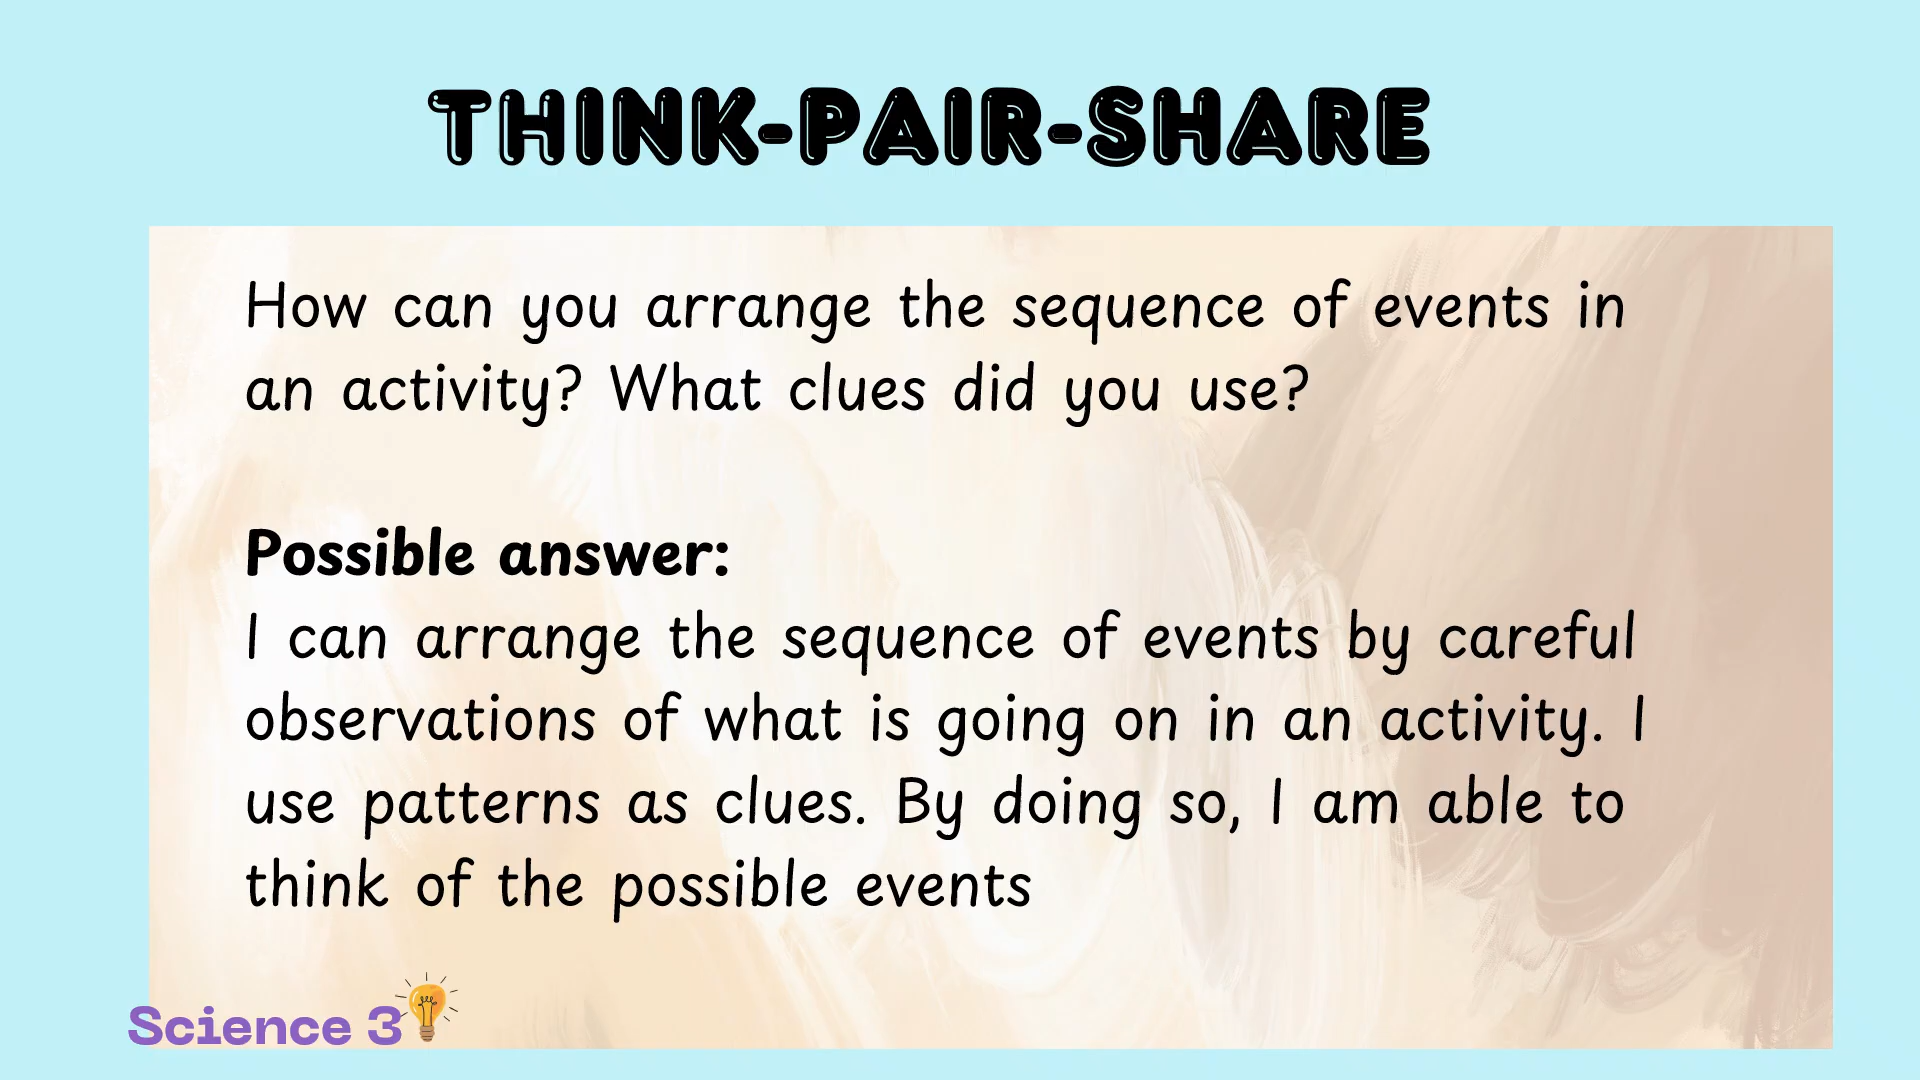 THINK-PAIR-SHARE
How can you arrange the sequence of events in
an activity? What clues did you use?
Possible answer:
I can arrange the sequence of events by careful
observations of what is going on in an activity. I
use patterns as clues. By doing so, I am able to
think of the possible events
Science 3